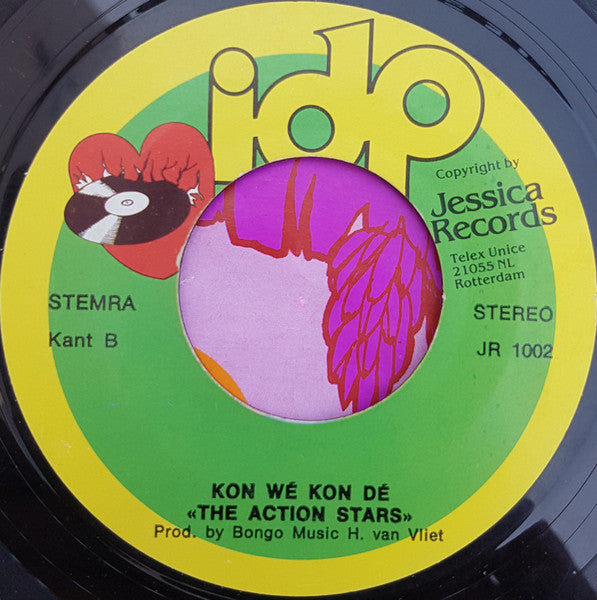 jdp
Copyright by
Jessica
Records
Telex Unice
21055 NL
Rotterdam
STEMRA
Kant B
STEREO
JR 1002
KON WÉ KON DÉ
«THE ACTION STARS»
Prod. by Bongo Music H. van Vliet